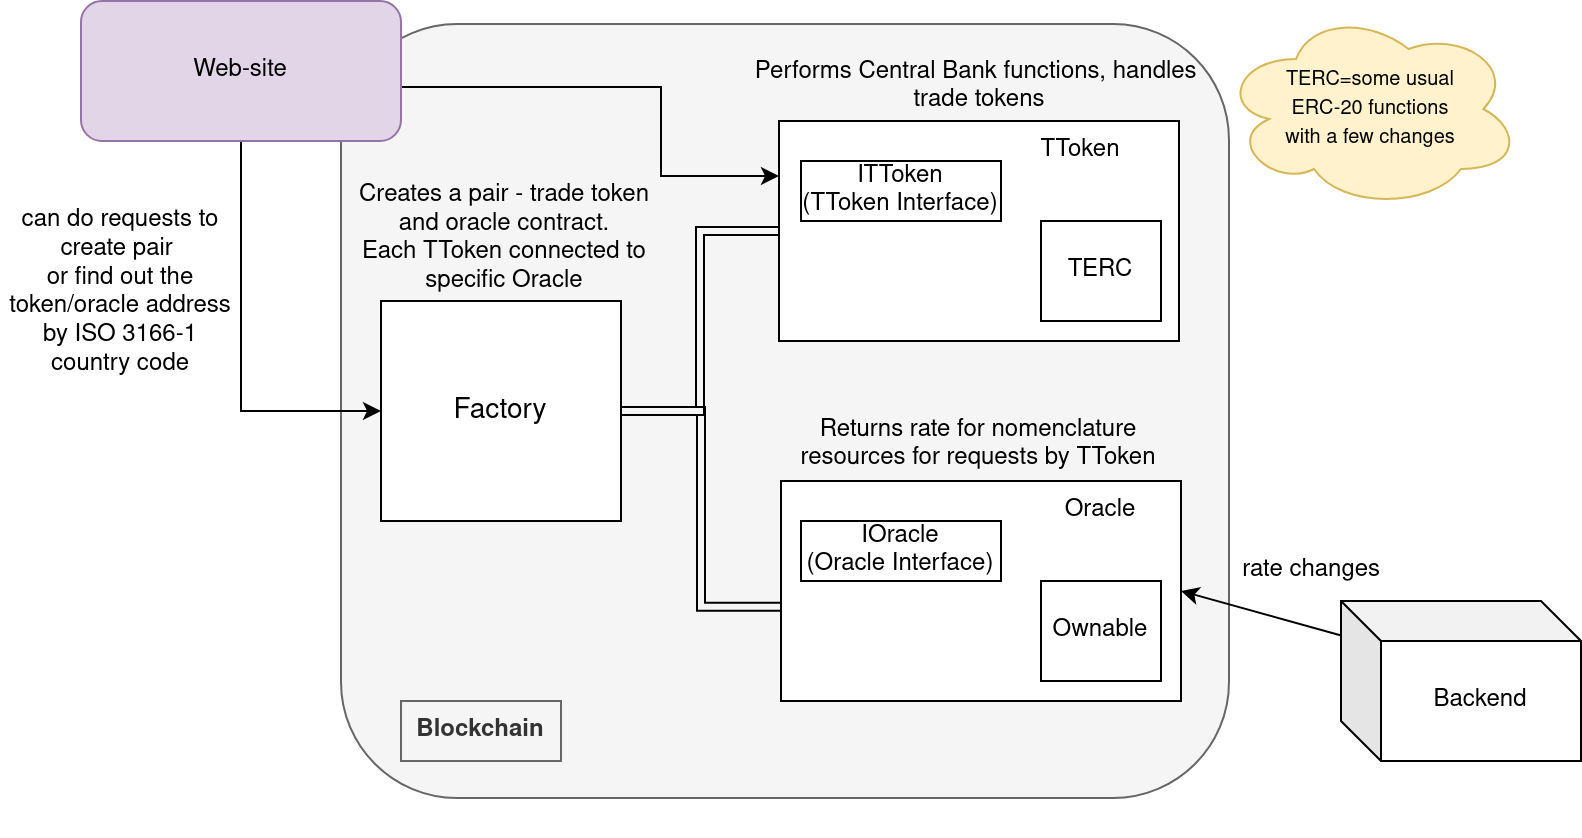 Web-site
Performs Central Bank functions, handles
trade tokens
TERC=some usual
ERC-20 functions
with a few changes
TToken
ITToken
(TToken Interface)
TERC
can do requests to
create pair
or find out the
token/oracle address
by ISO 3166-1
country code
Creates a pair - trade token
and oracle contract.
Each TToken connected to
specific Oracle
Factory
Returns rate for nomenclature
resources for requests by TToken
Oracle
IOracle
(Oracle Interface)
Ownable
rate changes
Backend
Blockchain